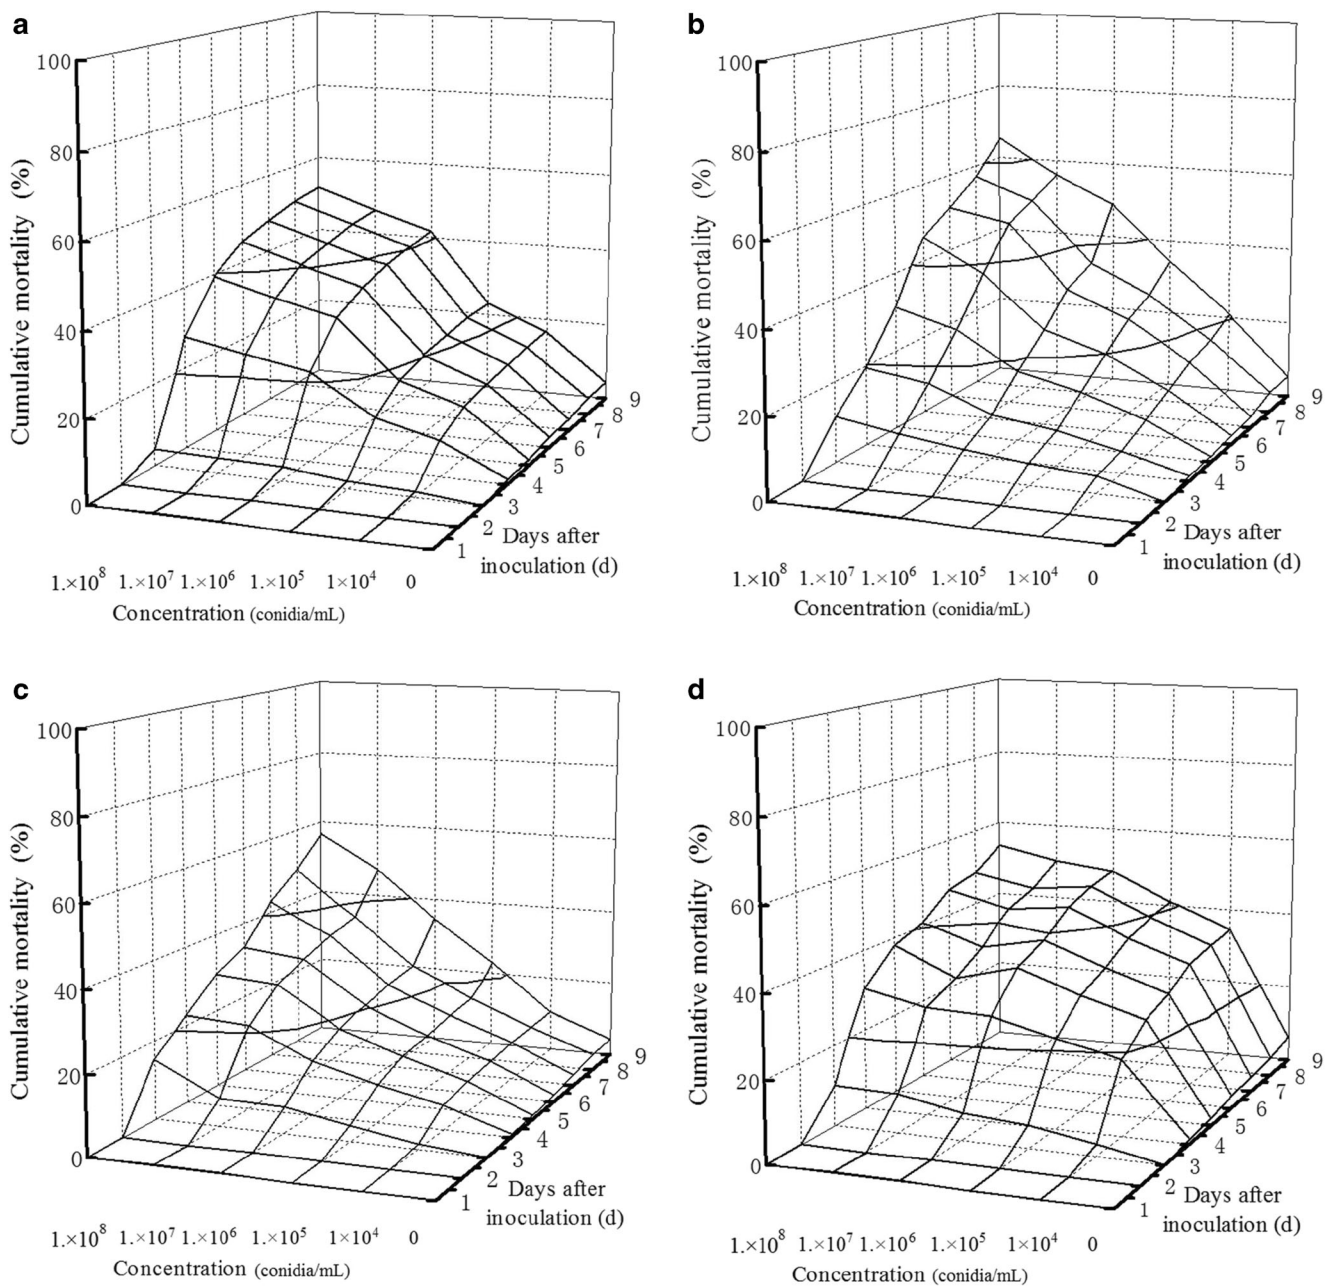 a
100
80
60
40
20
0
Cumulative mortality (%)
1.×10⁸ 1.×10⁷ 1.×10⁶ 1.×10⁵ 1×10⁴ 0
Concentration (conidia/mL)
1 2 3 4 5 6 7 8 9
Days after
inoculation (d)
b
100
80
60
40
20
0
Cumulative mortality (%)
1.×10⁸ 1.×10⁷ 1.×10⁶ 1.×10⁵ 1×10⁴ 0
Concentration (conidia/mL)
1 2 3 4 5 6 7 8 9
Days after
inoculation (d)
c
100
80
60
40
20
0
Cumulative mortality (%)
1.×10⁸ 1.×10⁷ 1.×10⁶ 1.×10⁵ 1×10⁴ 0
Concentration (conidia/mL)
1 2 3 4 5 6 7 8 9
Days after
inoculation (d)
d
100
80
60
40
20
0
Cumulative mortality (%)
1.×10⁸ 1.×10⁷ 1.×10⁶ 1.×10⁵ 1×10⁴ 0
Concentration (conidia/mL)
1 2 3 4 5 6 7 8 9
Days after
inoculation (d)